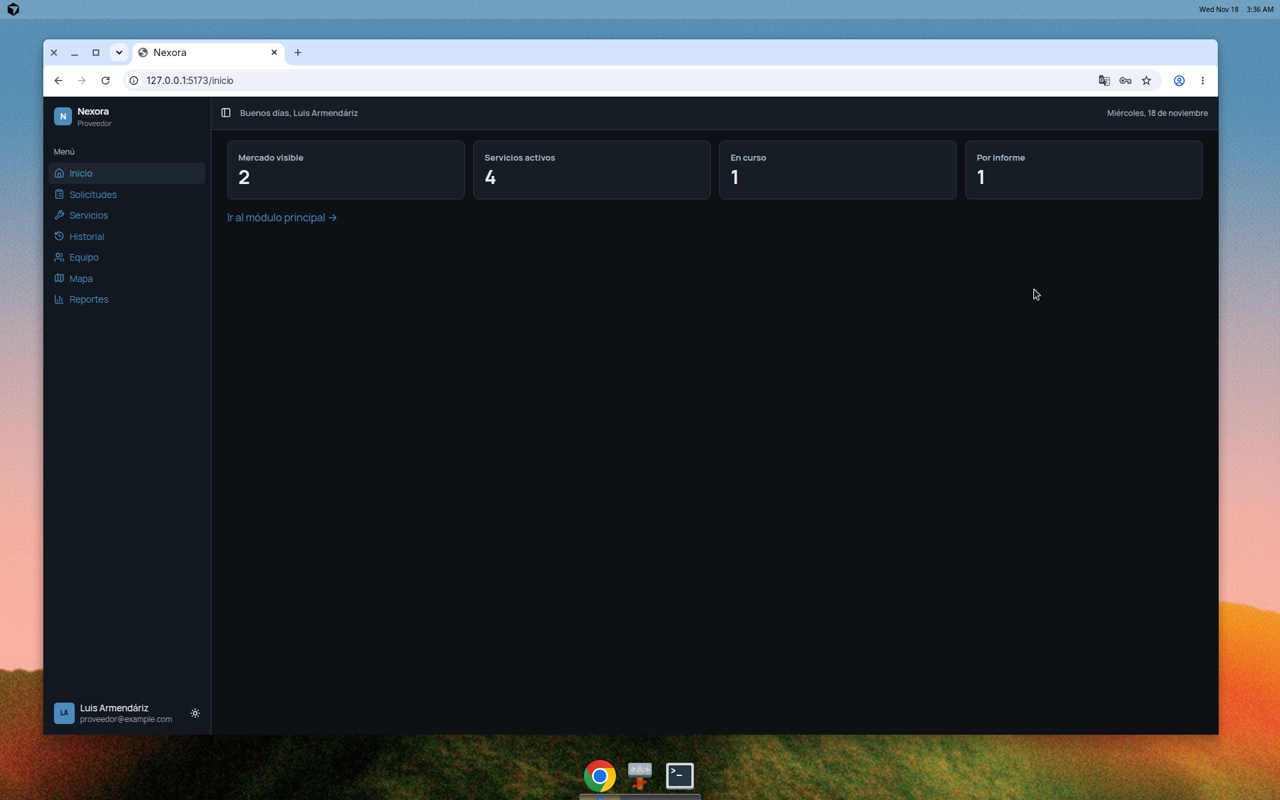 Wed Nov 18 3:36 AM
Nexora
127.0.0.1:5173/inicio
N
Nexora
Proveedor
Buenos días, Luis Armendáriz
Miércoles, 18 de noviembre
Menú
Inicio
Solicitudes
Servicios
Historial
Equipo
Mapa
Reportes
Mercado visible
2
Servicios activos
4
En curso
1
Por informe
1
Ir al módulo principal →
LA
Luis Armendáriz
proveedor@example.com
>_